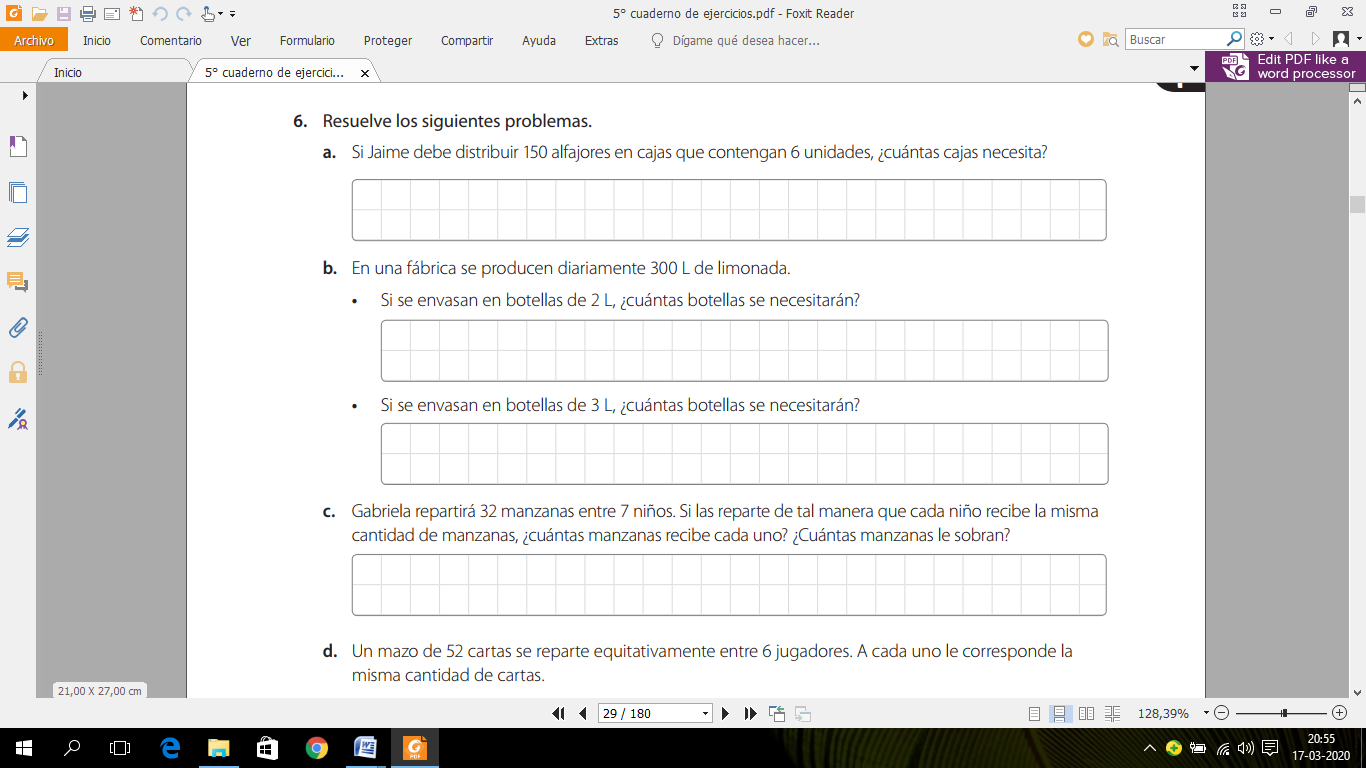 5° cuaderno de ejercicios.pdf - Foxit Reader
Archivo Inicio Comentario Ver Formulario Proteger Compartir Ayuda Extras Dígame qué desea hacer... Buscar
Inicio 5° cuaderno de ejercici... Edit PDF like a
word processor
6. Resuelve los siguientes problemas.
a. Si Jaime debe distribuir 150 alfajores en cajas que contengan 6 unidades, ¿cuántas cajas necesita?
b. En una fábrica se producen diariamente 300 L de limonada.
• Si se envasan en botellas de 2 L, ¿cuántas botellas se necesitarán?
• Si se envasan en botellas de 3 L, ¿cuántas botellas se necesitarán?
c. Gabriela repartirá 32 manzanas entre 7 niños. Si las reparte de tal manera que cada niño recibe la misma
cantidad de manzanas, ¿cuántas manzanas recibe cada uno? ¿Cuántas manzanas le sobran?
d. Un mazo de 52 cartas se reparte equitativamente entre 6 jugadores. A cada uno le corresponde la
misma cantidad de cartas.
21,00 X 27,00 cm
29 / 180 128,39%
20:55
17-03-2020